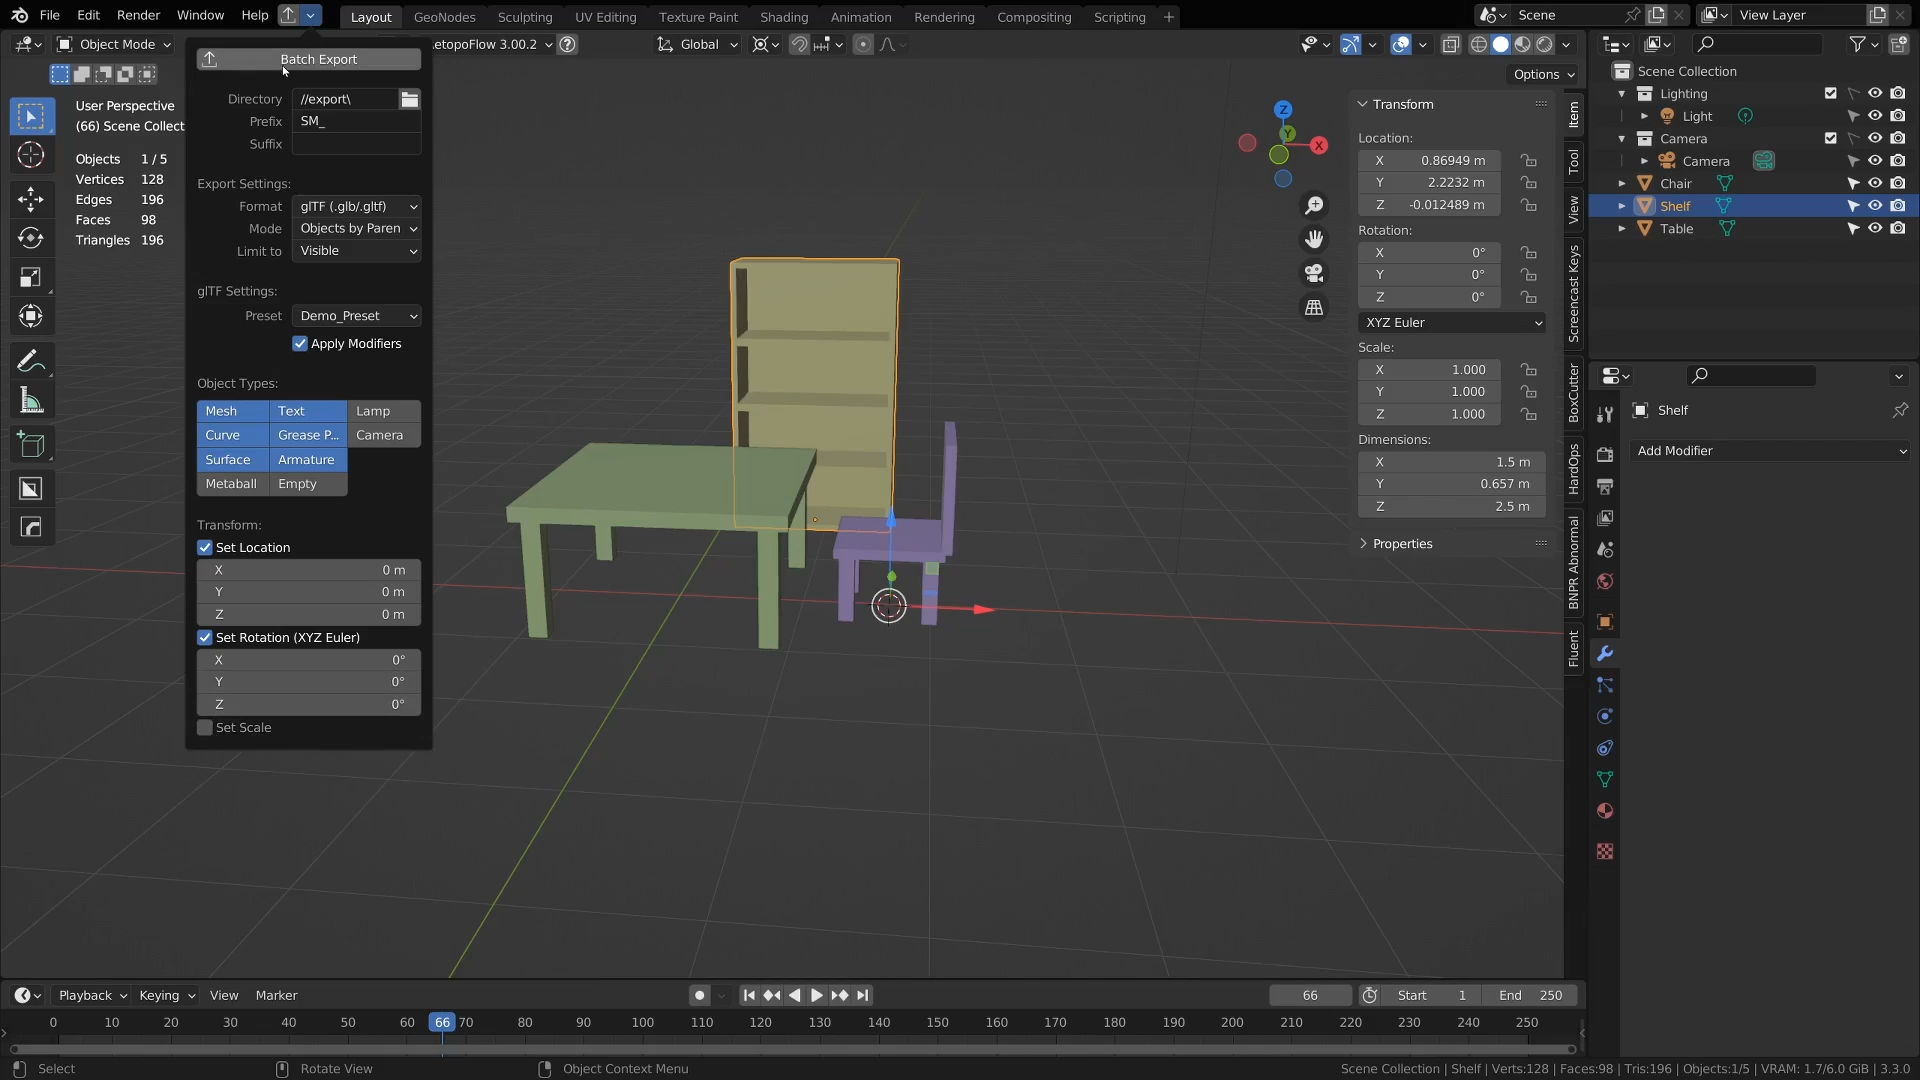 File Edit Render Window Help
Layout GeoNodes Sculpting UV Editing Texture Paint Shading Animation Rendering Compositing Scripting +
Scene
View Layer
Object Mode
etopoFlow 3.00.2
Global
Options
Batch Export
Directory //export\
Prefix SM_
Suffix
Export Settings:
Format glTF (.glb/.gltf)
Mode Objects by Paren
Limit to Visible
glTF Settings:
Preset Demo_Preset
Apply Modifiers
Object Types:
Mesh Text Lamp
Curve Grease P... Camera
Surface Armature
Metaball Empty
Transform:
Set Location
X 0 m
Y 0 m
Z 0 m
Set Rotation (XYZ Euler)
X 0°
Y 0°
Z 0°
Set Scale
User Perspective
(66) Scene Collect
Objects 1 / 5
Vertices 128
Edges 196
Faces 98
Triangles 196
Z
Y
X
Transform
Location:
X 0.86949 m
Y 2.2232 m
Z -0.012489 m
Rotation:
X 0°
Y 0°
Z 0°
XYZ Euler
Scale:
X 1.000
Y 1.000
Z 1.000
Dimensions:
X 1.5 m
Y 0.657 m
Z 2.5 m
Properties
Item
Tool
View
Screencast Keys
BoxCutter
HardOps
BNPR Abnormal
Fluent
Scene Collection
Lighting
Light
Camera
Camera
Chair
Shelf
Table
Shelf
Add Modifier
Playback Keying View Marker
66 Start 1 End 250
0 10 20 30 40 50 60 66 70 80 90 100 110 120 130 140 150 160 170 180 190 200 210 220 230 240 250
Select Rotate View Object Context Menu
Scene Collection | Shelf | Verts:128 | Faces:98 | Tris:196 | Objects:1/5 | VRAM: 1.7/6.0 GiB | 3.3.0